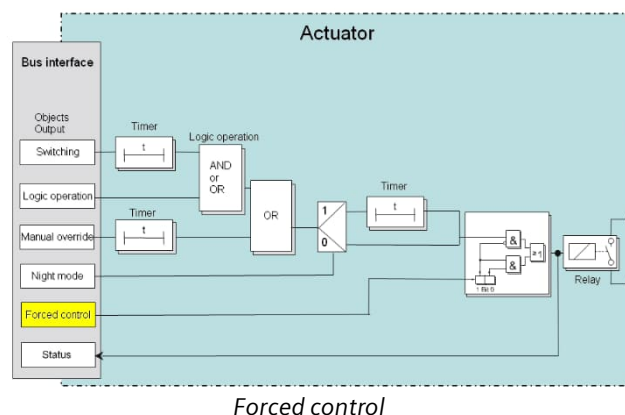 Actuator
Bus interface
Objects
Output
Switching
Logic operation
Manual override
Night mode
Forced control
Status
Timer
t
Logic operation
AND
or
OR
Timer
t
OR
1
0
Timer
t
&
&
≥1
Relay
Forced control